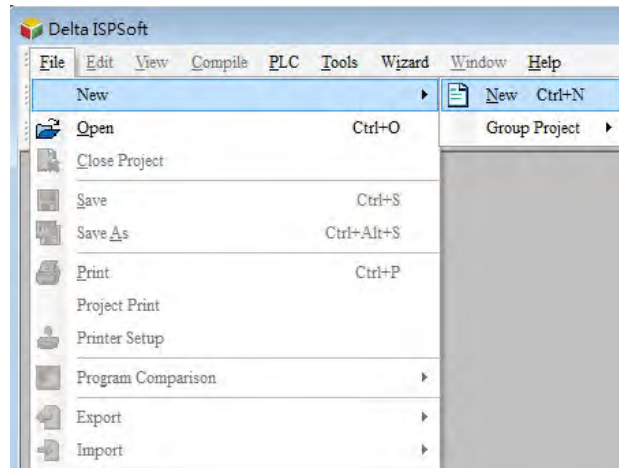 Delta ISPSoft
File Edit View Compile PLC Tools Wizard Window Help
New New Ctrl+N
Open Ctrl+O Group Project
Close Project
Save Ctrl+S
Save As Ctrl+Alt+S
Print Ctrl+P
Project Print
Printer Setup
Program Comparison
Export
Import